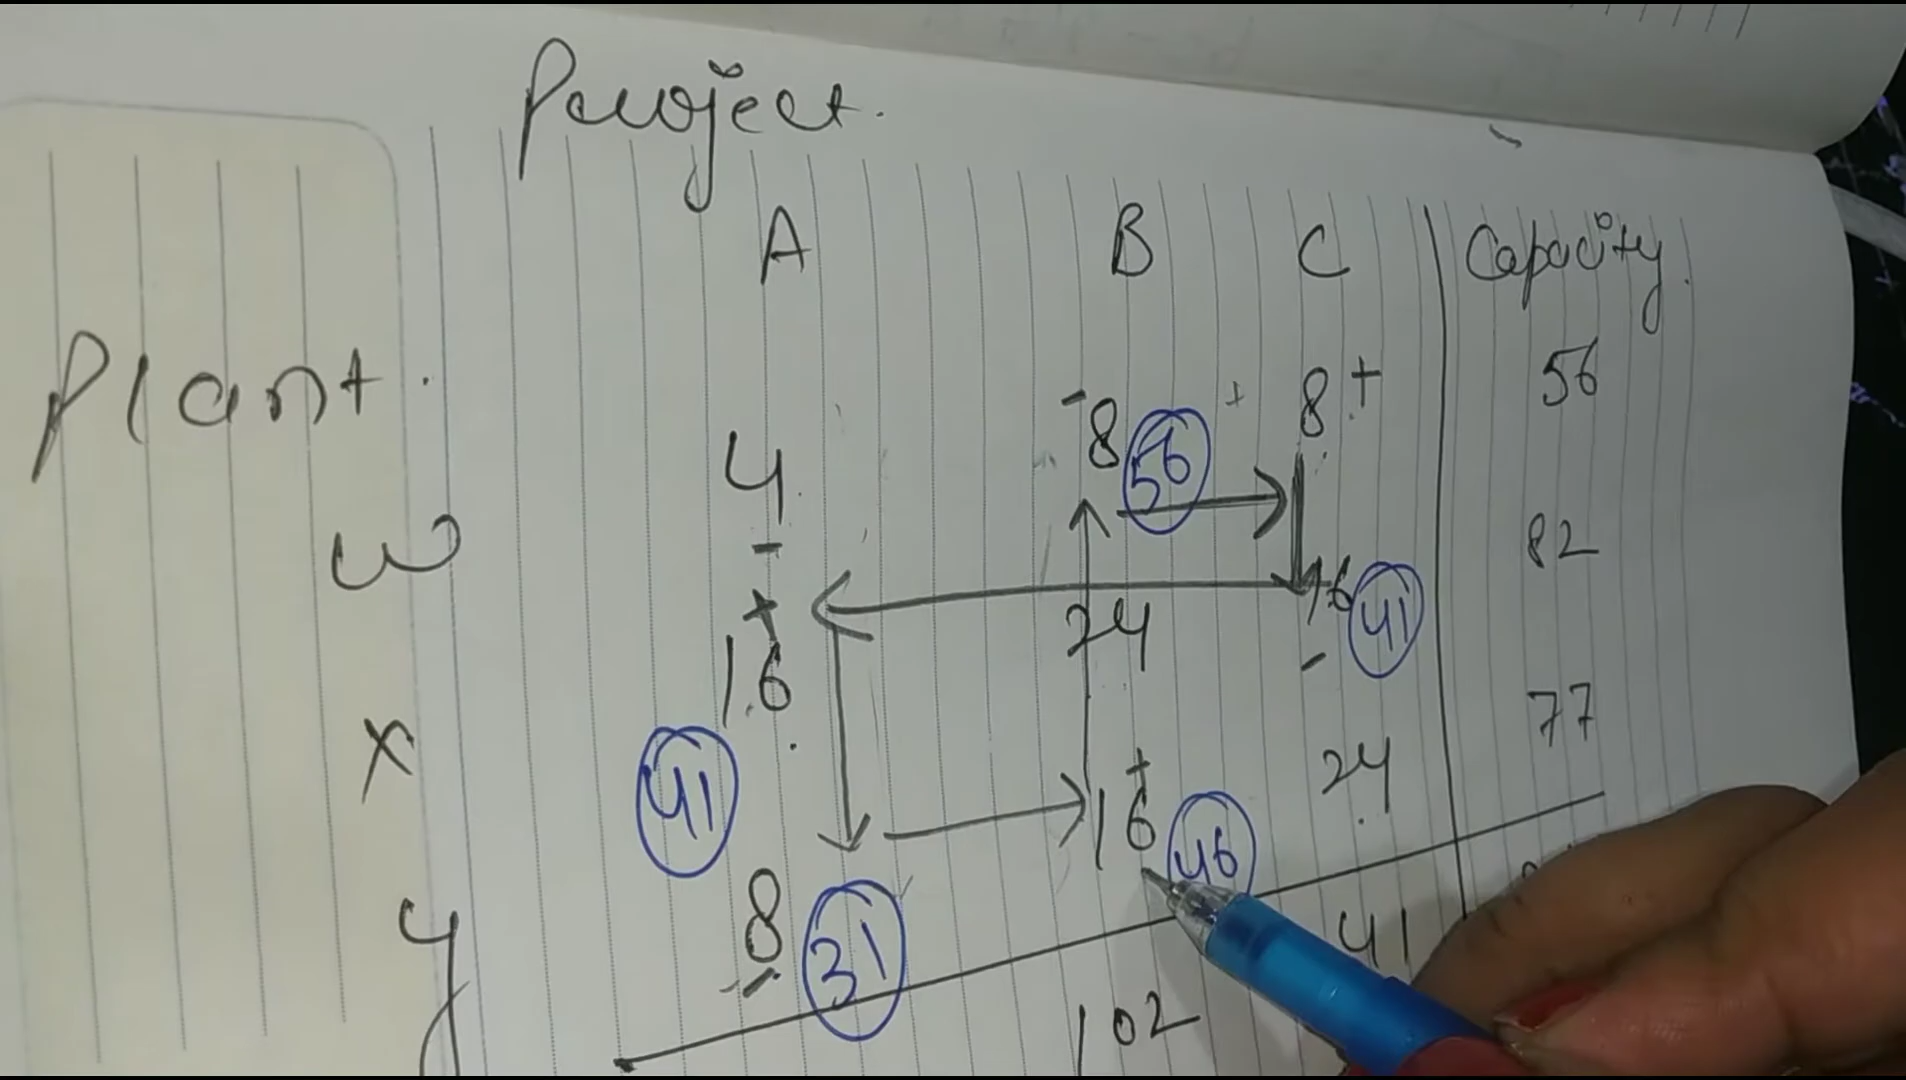 Project.
A B C Capacity
Plant.
w 4 - -8 56 + 8+ 56
x +16 41 24 16 41 - 82
y 8 - 31 16+ 46 24 77
102 41